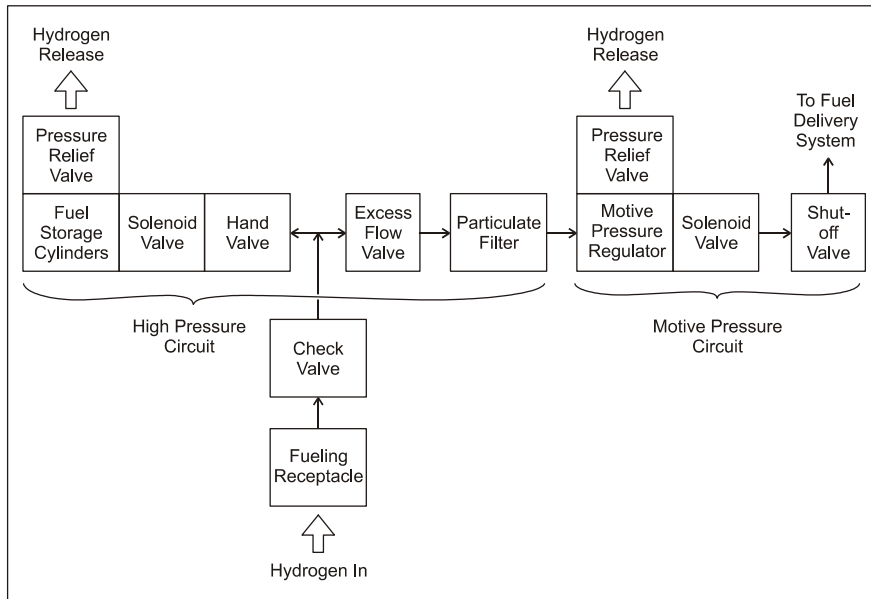 Hydrogen
Release
Pressure
Relief
Valve
Fuel
Storage
Cylinders
Solenoid
Valve
Hand
Valve
Excess
Flow
Valve
Particulate
Filter
Hydrogen
Release
Pressure
Relief
Valve
Motive
Pressure
Regulator
Solenoid
Valve
To Fuel
Delivery
System
Shut-
off
Valve
High Pressure
Circuit
Motive Pressure
Circuit
Check
Valve
Fueling
Receptacle
Hydrogen In